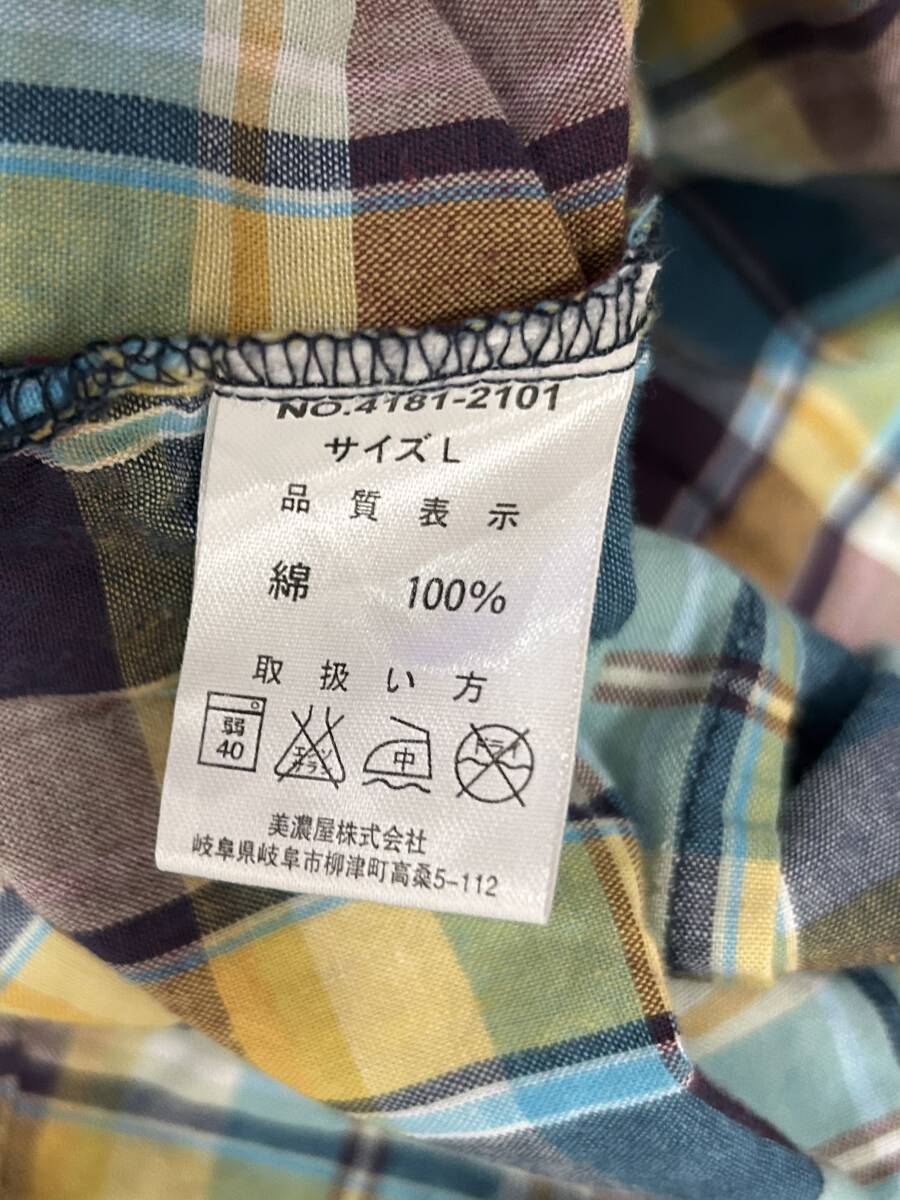 NO.4181-2101
サイズ L
品質表示
綿 100%
取扱い方
弱 40 エンソサラシ 中 ドライ
美濃屋株式会社
岐阜県岐阜市柳津町高桑5-112